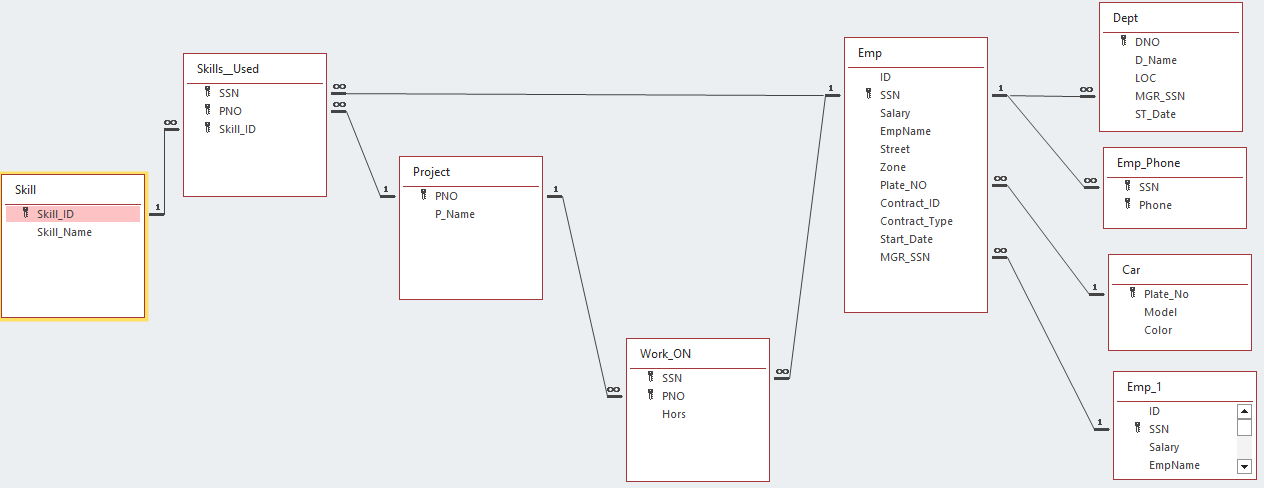 Skill
Skill_ID
Skill_Name
Skills__Used
SSN
PNO
Skill_ID
Project
PNO
P_Name
Work_ON
SSN
PNO
Hors
Emp
ID
SSN
Salary
EmpName
Street
Zone
Plate_NO
Contract_ID
Contract_Type
Start_Date
MGR_SSN
Dept
DNO
D_Name
LOC
MGR_SSN
ST_Date
Emp_Phone
SSN
Phone
Car
Plate_No
Model
Color
Emp_1
ID
SSN
Salary
EmpName
1
∞
∞
∞
1
1
∞
∞
1
1
∞
∞
∞
1
∞
1